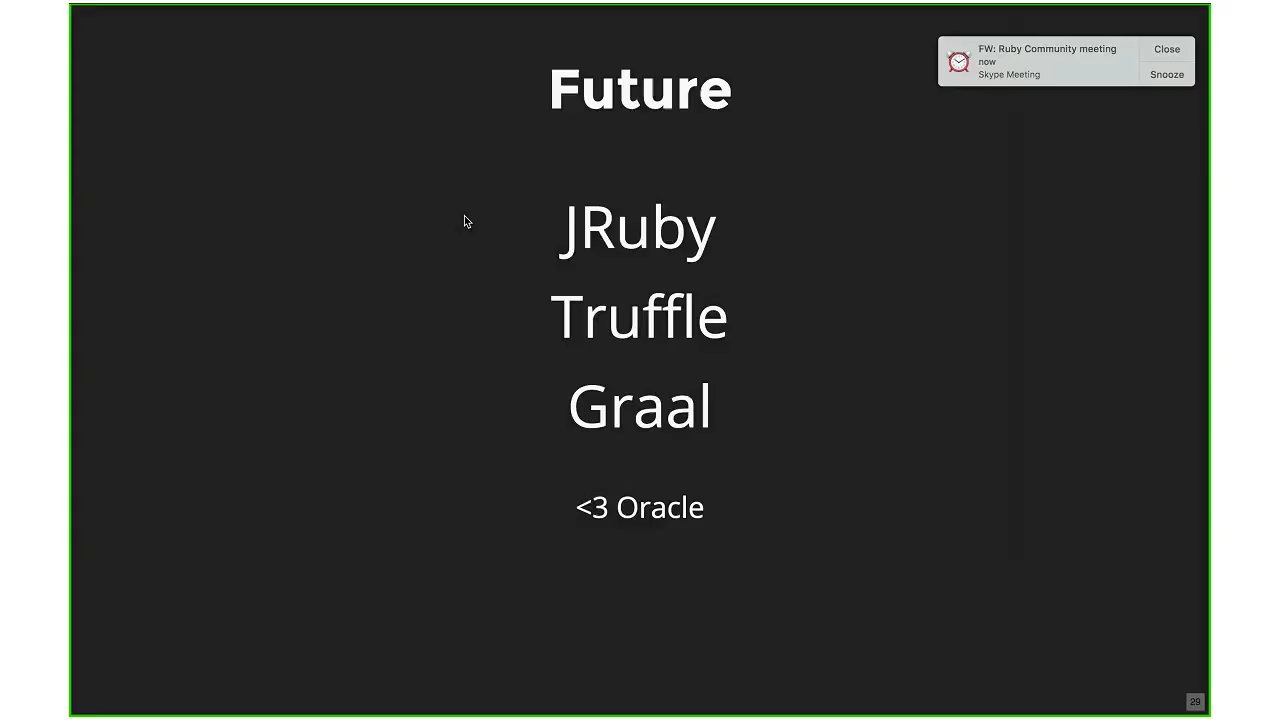 Future
FW: Ruby Community meeting
now
Skype Meeting
Close
Snooze
JRuby
Truffle
Graal
<3 Oracle
29